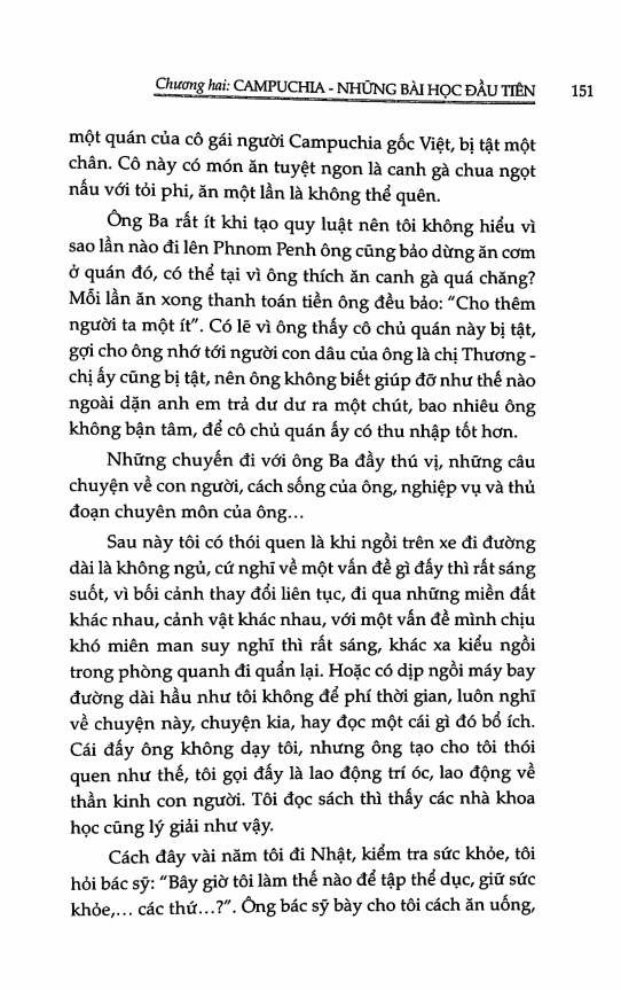 Chương hai: CAMPUCHIA - NHỮNG BÀI HỌC ĐẦU TIÊN 151
một quán của cô gái người Campuchia gốc Việt, bị tật một
chân. Cô này có món ăn tuyệt ngon là canh gà chua ngọt
nấu với tỏi phi, ăn một lần là không thể quên.
Ông Ba rất ít khi tạo quy luật nên tôi không hiểu vì
sao lần nào đi lên Phnom Penh ông cũng bảo dừng ăn cơm
ở quán đó, có thể tại vì ông thích ăn canh gà quá chăng?
Mỗi lần ăn xong thanh toán tiền ông đều bảo: "Cho thêm
người ta một ít". Có lẽ vì ông thấy cô chủ quán này bị tật,
gợi cho ông nhớ tới người con dâu của ông là chị Thương -
chị ấy cũng bị tật, nên ông không biết giúp đỡ như thế nào
ngoài dặn anh em trả dư dư ra một chút, bao nhiêu ông
không bận tâm, để cô chủ quán ấy có thu nhập tốt hơn.
Những chuyến đi với ông Ba đầy thú vị, những câu
chuyện về con người, cách sống của ông, nghiệp vụ và thủ
đoạn chuyên môn của ông...
Sau này tôi có thói quen là khi ngồi trên xe đi đường
dài là không ngủ, cứ nghĩ về một vấn đề gì đấy thì rất sáng
suốt, vì bối cảnh thay đổi liên tục, đi qua những miền đất
khác nhau, cảnh vật khác nhau, với một vấn đề mình chịu
khó miên man suy nghĩ thì rất sáng, khác xa kiểu ngồi
trong phòng quanh đi quẩn lại. Hoặc có dịp ngồi máy bay
đường dài hầu như tôi không để phí thời gian, luôn nghĩ
về chuyện này, chuyện kia, hay đọc một cái gì đó bổ ích.
Cái đấy ông không dạy tôi, nhưng ông tạo cho tôi thói
quen như thế, tôi gọi đấy là lao động trí óc, lao động về
thần kinh con người. Tôi đọc sách thì thấy các nhà khoa
học cũng lý giải như vậy.
Cách đây vài năm tôi đi Nhật, kiểm tra sức khỏe, tôi
hỏi bác sỹ: "Bây giờ tôi làm thế nào để tập thể dục, giữ sức
khỏe,... các thứ...?". Ông bác sỹ bày cho tôi cách ăn uống,